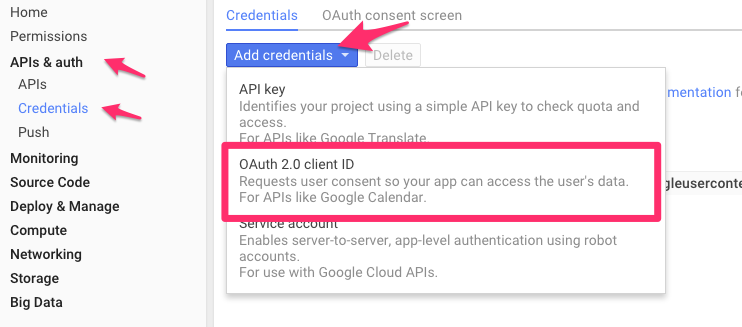 Home
Permissions
APIs & auth
APIs
Credentials
Push
Monitoring
Source Code
Deploy & Manage
Compute
Networking
Storage
Big Data
Credentials OAuth consent screen
Add credentials Delete
API key
Identifies your project using a simple API key to check quota and
access.
For APIs like Google Translate.
OAuth 2.0 client ID
Requests user consent so your app can access the user's data.
For APIs like Google Calendar.
Service account
Enables server-to-server, app-level authentication using robot
accounts.
For use with Google Cloud APIs.
mentation fo
gleuserconte